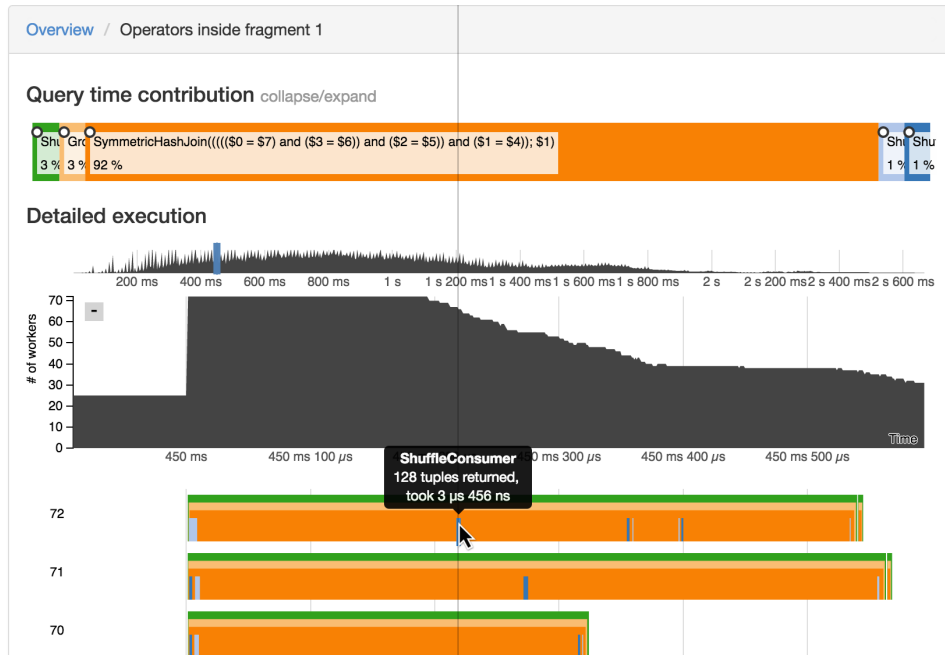 Overview / Operators inside fragment 1
Query time contribution collapse/expand
Shu Gro SymmetricHashJoin((((($0 = $7) and ($3 = $6)) and ($2 = $5)) and ($1 = $4)); $1) Shu Shu
3 % 3 % 92 % 1 % 1 %
Detailed execution
200 ms 400 ms 600 ms 800 ms 1 s 1 s 200 ms 1 s 400 ms 1 s 600 ms 1 s 800 ms 2 s 2 s 200 ms 2 s 400 ms 2 s 600 ms
# of workers
70
60
50
40
30
20
10
0
-
Time
450 ms 450 ms 100 µs 450 ms 300 µs 450 ms 400 µs 450 ms 500 µs
ShuffleConsumer
128 tuples returned,
took 3 µs 456 ns
72
71
70